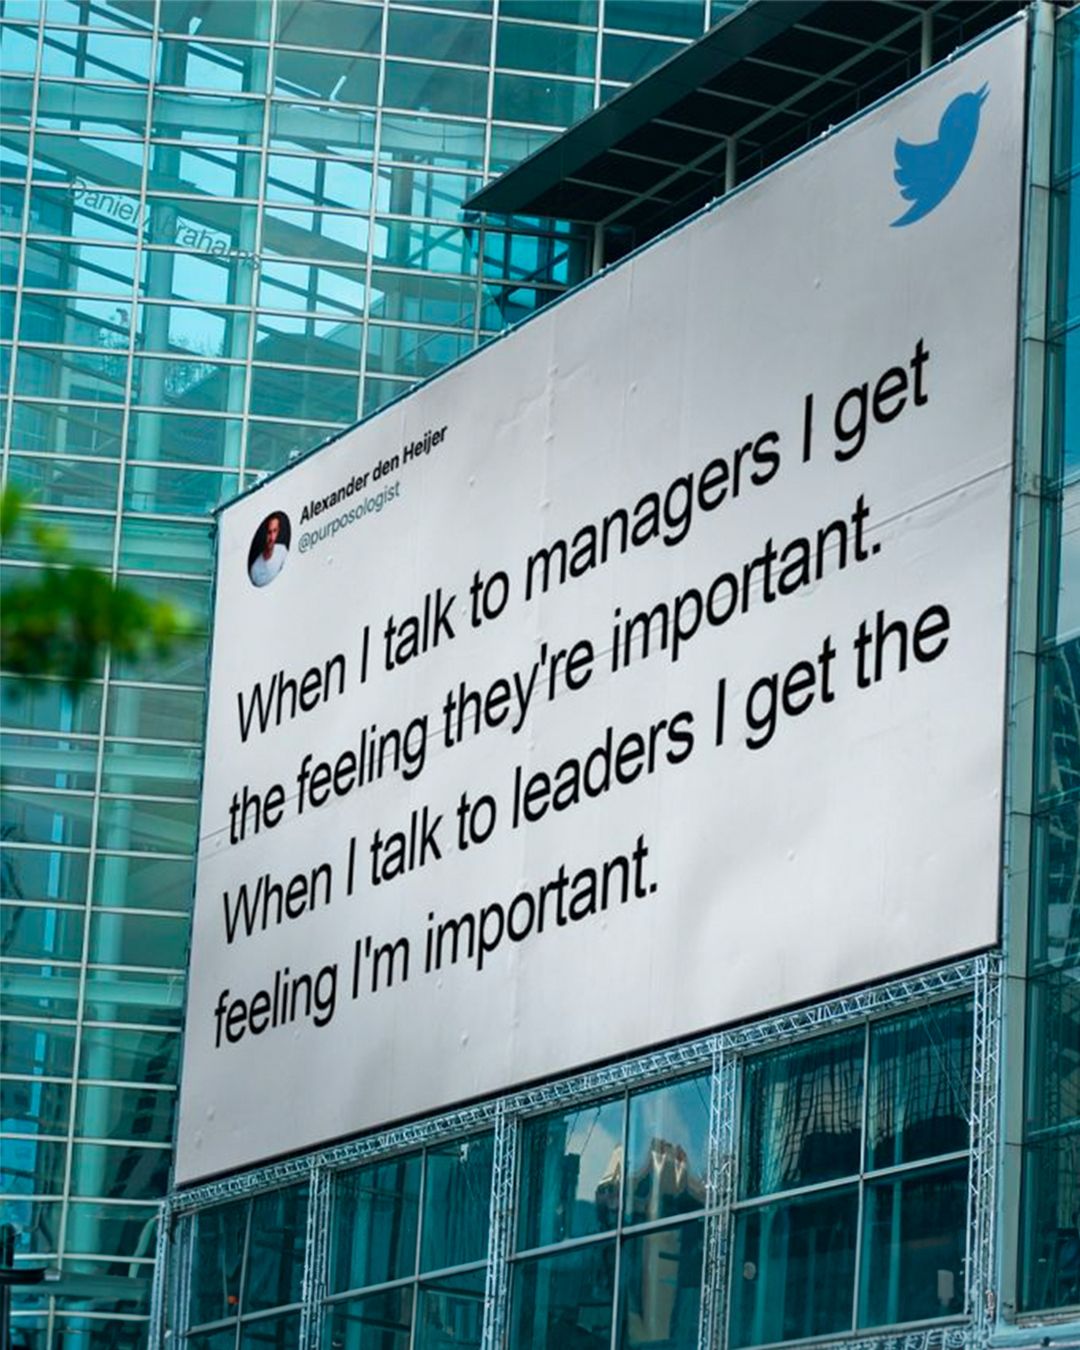 Daniel Abrahams
Alexander den Heijer
@purposologist
When I talk to managers I get
the feeling they're important.
When I talk to leaders I get the
feeling I'm important.